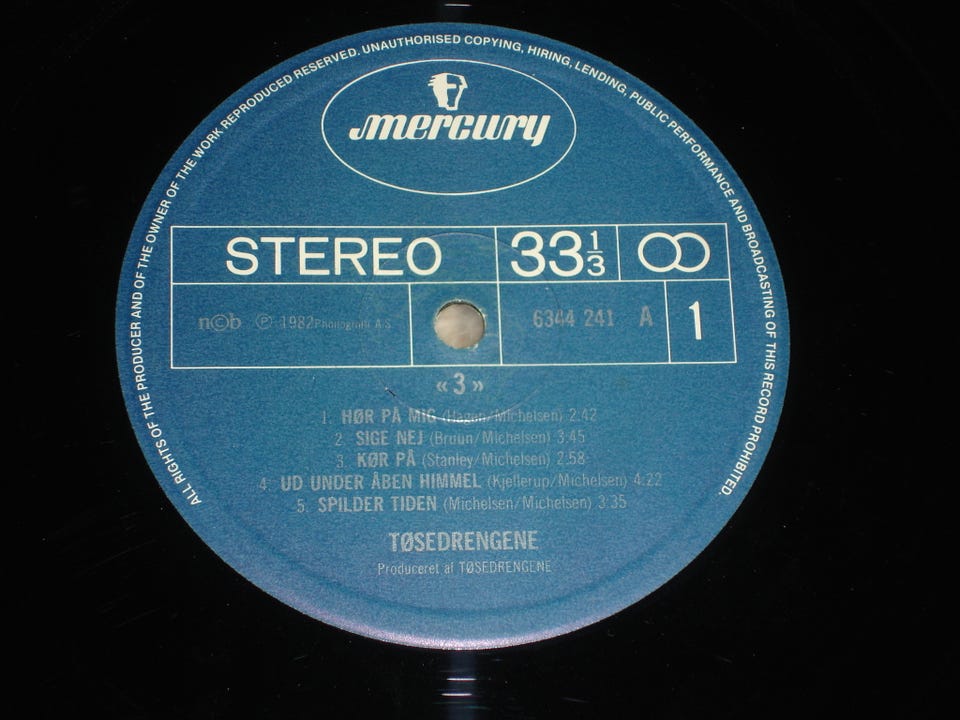 ALL RIGHTS OF THE PRODUCER AND OF THE OWNER OF THE WORK REPRODUCED RESERVED. UNAUTHORISED COPYING, HIRING, LENDING, PUBLIC PERFORMANCE AND BROADCASTING OF THIS RECORD PROHIBITED.
mercury
STEREO 33 1/3
n©b ℗ 1982 Phonogram A.S 6344 241 A 1
«3»
1. HØR PÅ MIG (Hagen/Michelsen) 2:42
2. SIGE NEJ (Bruun/Michelsen) 3:45
3. KØR PÅ (Stanley/Michelsen) 2:58
4. UD UNDER ÅBEN HIMMEL (Kjellerup/Michelsen) 4:22
5. SPILDER TIDEN (Michelsen/Michelsen) 3:35
TØSEDRENGENE
Produceret af TØSEDRENGENE